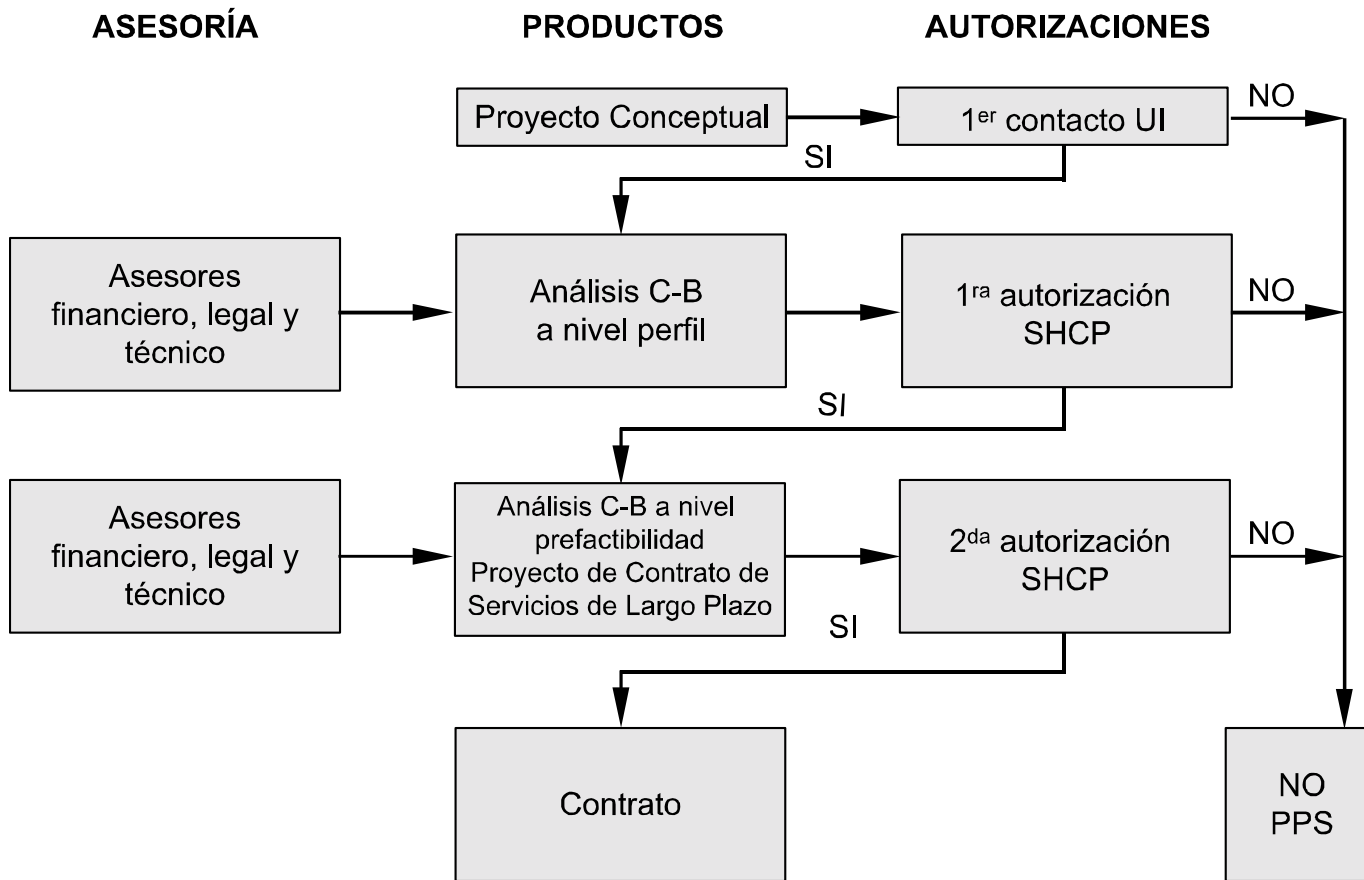 ASESORÍA
PRODUCTOS
AUTORIZACIONES
Proyecto Conceptual
1er contacto UI
NO
SI
Asesores
financiero, legal y
técnico
Análisis C-B
a nivel perfil
1ra autorización
SHCP
NO
SI
Asesores
financiero, legal y
técnico
Análisis C-B a nivel
prefactibilidad
Proyecto de Contrato de
Servicios de Largo Plazo
2da autorización
SHCP
NO
SI
Contrato
NO
PPS